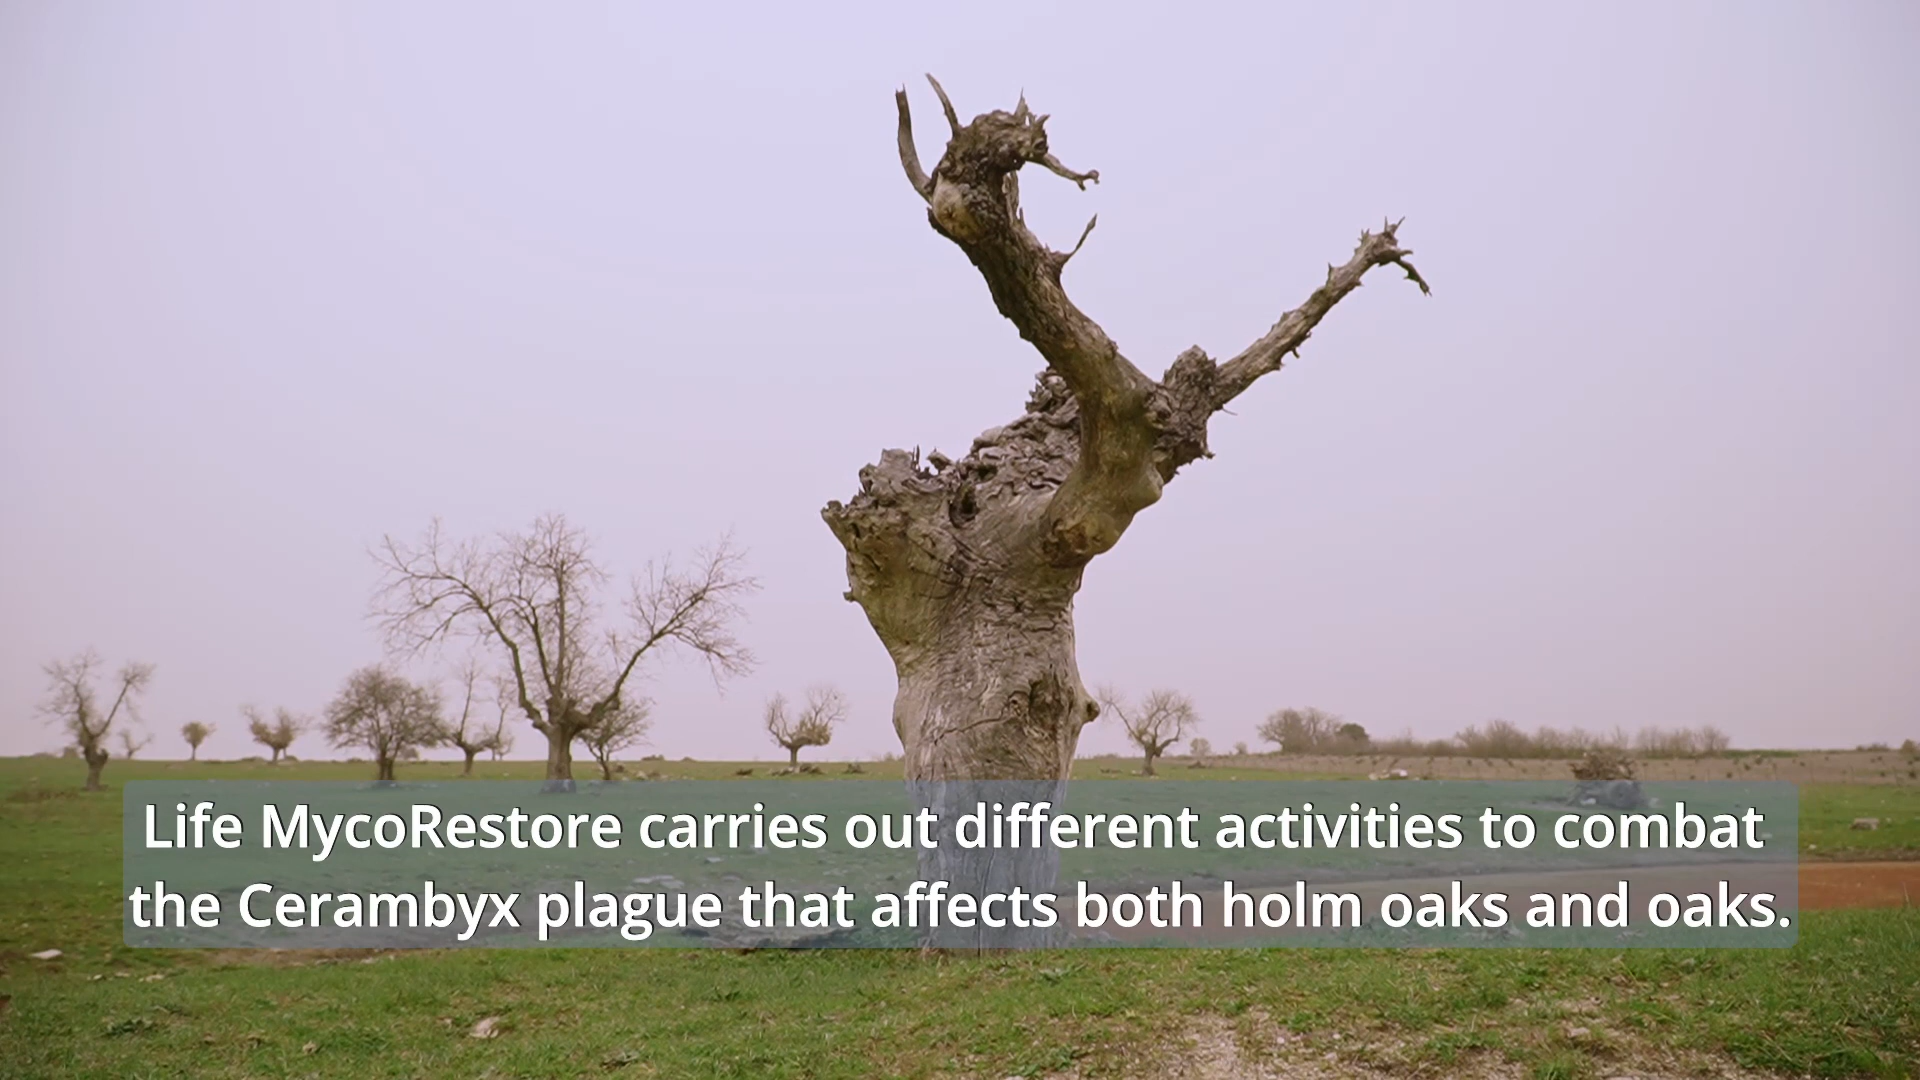 Life MycoRestore carries out different activities to combat
the Cerambyx plague that affects both holm oaks and oaks.